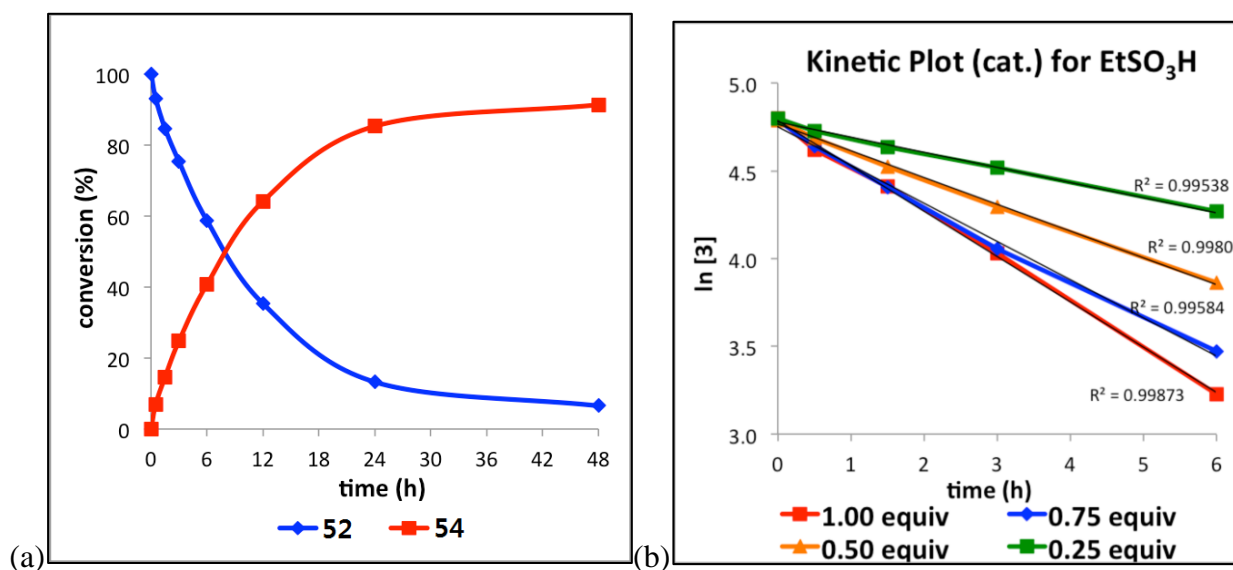 100
80
60
40
20
0
conversion (%)
0 6 12 18 24 30 36 42 48
time (h)
52 54
(a)
Kinetic Plot (cat.) for EtSO₃H
5.0
4.5
4.0
3.5
3.0
ln [3]
R² = 0.99538
R² = 0.9980
R² = 0.99584
R² = 0.99873
0 1 2 3 4 5 6
time (h)
1.00 equiv 0.75 equiv
0.50 equiv 0.25 equiv
(b)